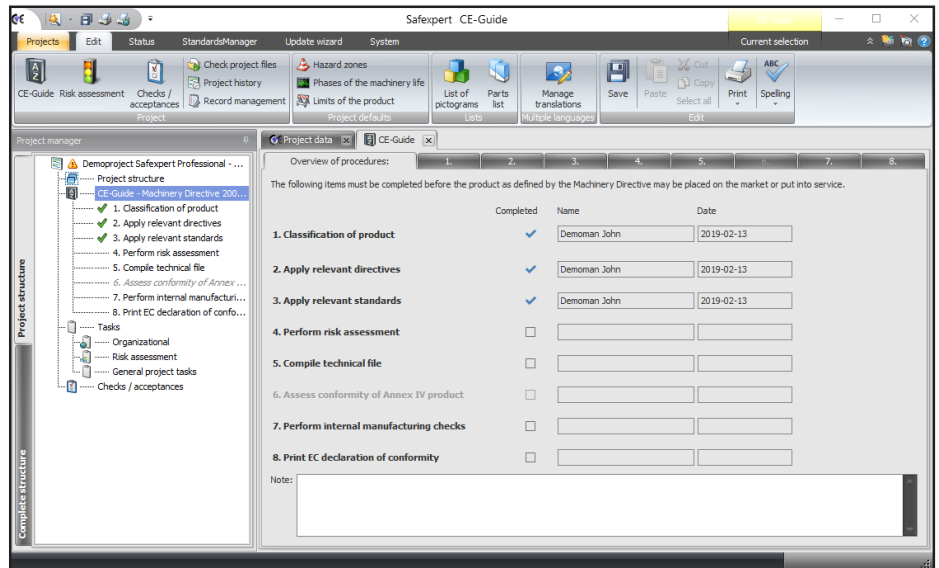 Safexpert CE-Guide
CE-Guide
Projects Edit Status StandardsManager Update wizard System Current selection
CE-Guide Risk assessment Checks / acceptances
Check project files
Project history
Record management
Project
Hazard zones
Phases of the machinery life
Limits of the product
Project defaults
List of pictograms Parts list
Lists
Manage translations
Multiple languages
Save Paste
Cut
Copy
Select all
Print
ABC
Spelling
Edit
Project manager
Project data CE-Guide
Project structure
Complete structure
Demoproject Safexpert Professional - ...
Project structure
CE-Guide - Machinery Directive 200...
1. Classification of product
2. Apply relevant directives
3. Apply relevant standards
4. Perform risk assessment
5. Compile technical file
6. Assess conformity of Annex ...
7. Perform internal manufacturi...
8. Print EC declaration of confo...
Tasks
Organizational
Risk assessment
General project tasks
Checks / acceptances
Overview of procedures: 1. 2. 3. 4. 5. 6. 7. 8.
The following items must be completed before the product as defined by the Machinery Directive may be placed on the market or put into service.
Completed Name Date
1. Classification of product Demoman John 2019-02-13
2. Apply relevant directives Demoman John 2019-02-13
3. Apply relevant standards Demoman John 2019-02-13
4. Perform risk assessment
5. Compile technical file
6. Assess conformity of Annex IV product
7. Perform internal manufacturing checks
8. Print EC declaration of conformity
Note: